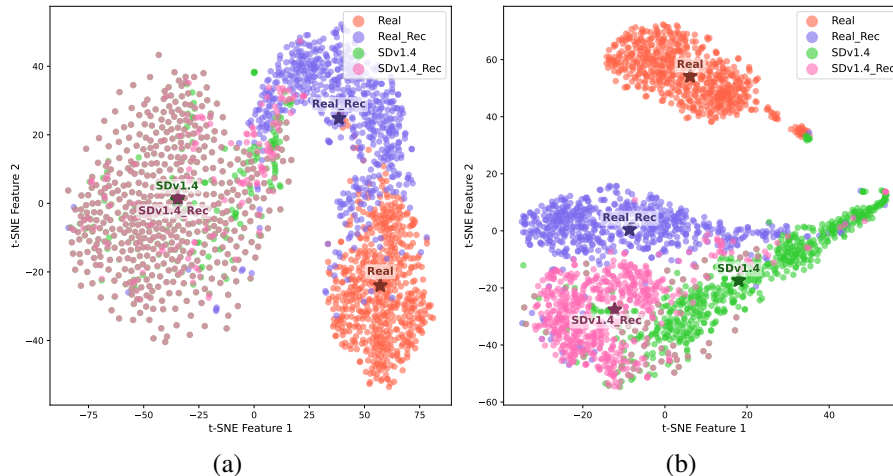 Real
Real_Rec
SDv1.4
SDv1.4_Rec
Real_Rec
SDv1.4
SDv1.4_Rec
Real
40
20
0
−20
−40
−75
−50
−25
0
25
50
75
t-SNE Feature 1
t-SNE Feature 2
(a)
Real
Real_Rec
SDv1.4
SDv1.4_Rec
Real
Real_Rec
SDv1.4
SDv1.4_Rec
60
40
20
0
−20
−40
−60
−20
0
20
40
t-SNE Feature 1
t-SNE Feature 2
(b)